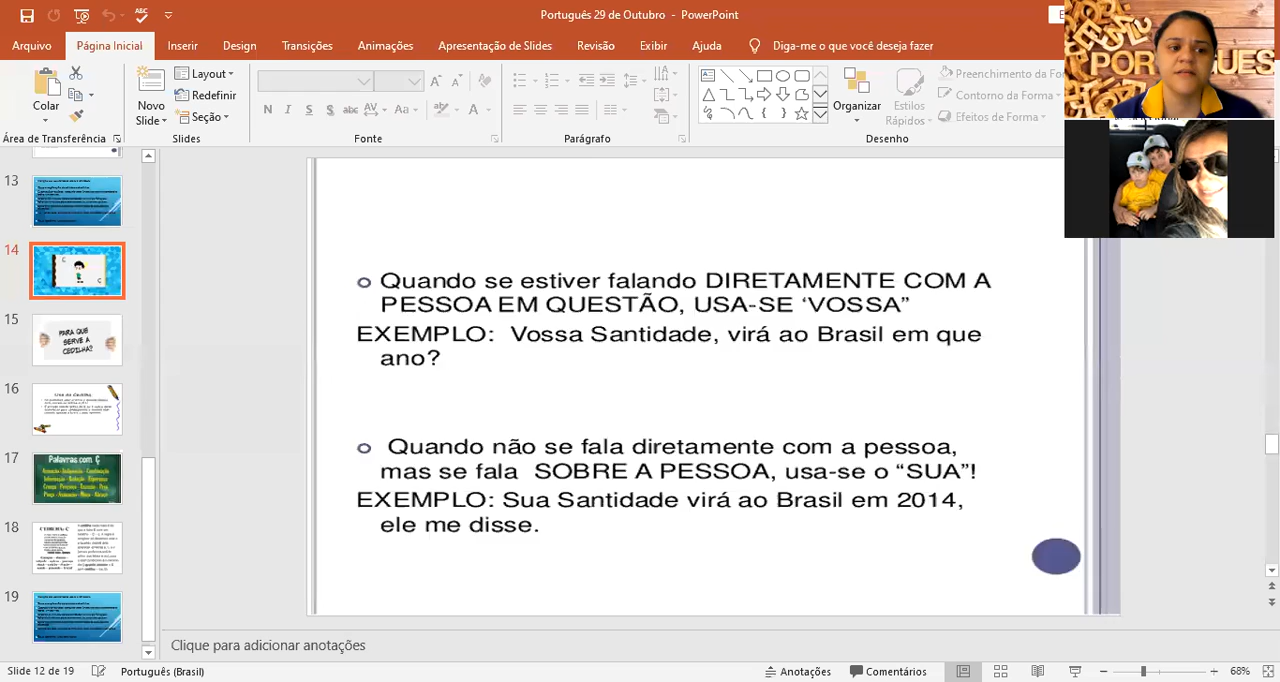 Português 29 de Outubro - PowerPoint
Arquivo
Página Inicial
Inserir
Design
Transições
Animações
Apresentação de Slides
Revisão
Exibir
Ajuda
Diga-me o que você deseja fazer
Colar
Novo
Slide
Layout
Redefinir
Seção
N I S S abc AV Aa
Organizar
Estilos
Rápidos
Preenchimento da
Contorno da Forma
Efeitos de Forma
Área de Transferência
Slides
Fonte
Parágrafo
Desenho
13
14
15
PARA QUE
SERVE A
CEDILHA?
16
17
Palavras com Ç
18
CEDILHA: Ç
19
Quando se estiver falando DIRETAMENTE COM A
PESSOA EM QUESTÃO, USA-SE ‘VOSSA”
EXEMPLO: Vossa Santidade, virá ao Brasil em que
ano?
Quando não se fala diretamente com a pessoa,
mas se fala SOBRE A PESSOA, usa-se o “SUA”!
EXEMPLO: Sua Santidade virá ao Brasil em 2014,
ele me disse.
Clique para adicionar anotações
Slide 12 de 19
Português (Brasil)
Anotações
Comentários
68%